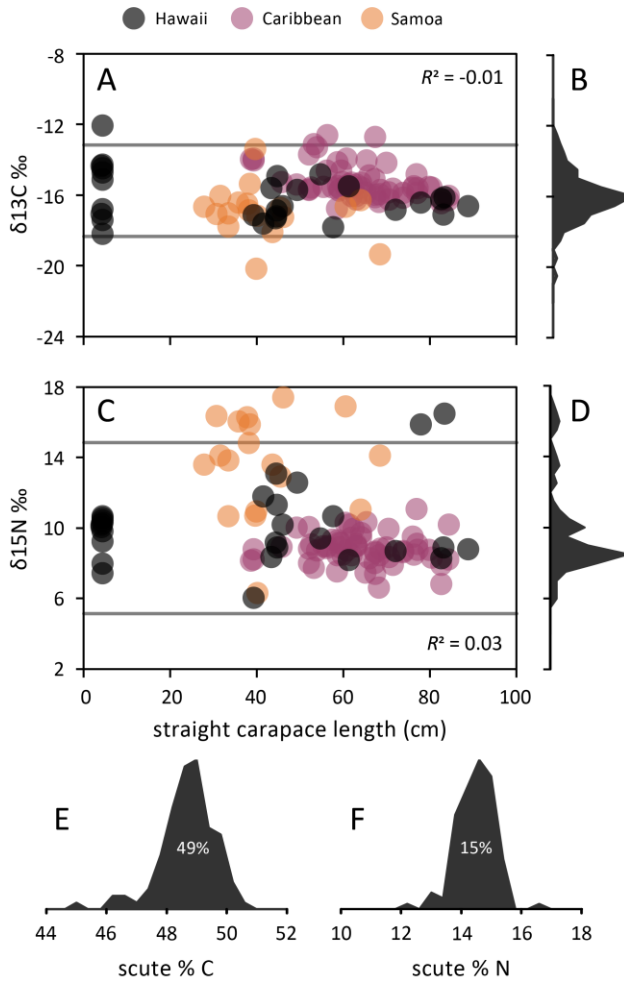 Hawaii Caribbean Samoa
A
R² = -0.01
B
-8
-12
-16
-20
-24
δ13C ‰
C
D
18
14
10
6
2
δ15N ‰
R² = 0.03
0 20 40 60 80 100
straight carapace length (cm)
E
49%
F
15%
44 46 48 50 52
10 12 14 16 18
scute % C
scute % N